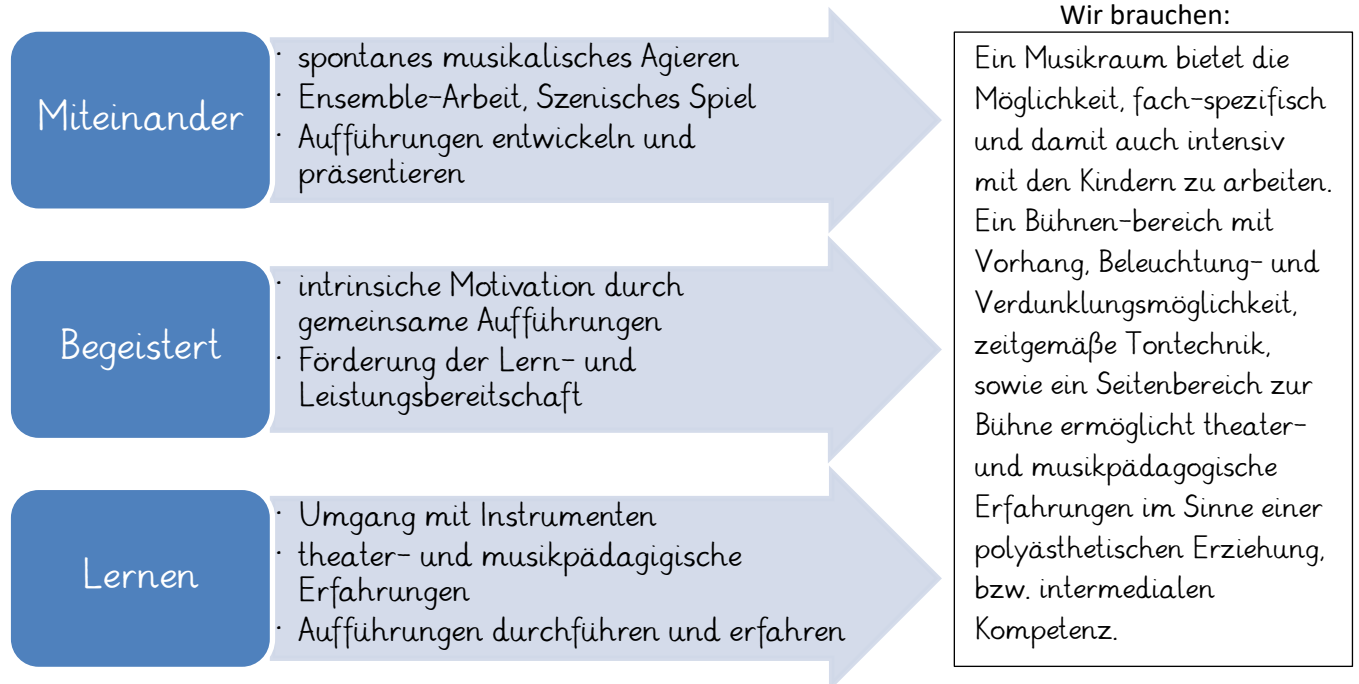 Miteinander
· spontanes musikalisches Agieren
· Ensemble-Arbeit, Szenisches Spiel
· Aufführungen entwickeln und
präsentieren
Begeistert
· intrinsiche Motivation durch
gemeinsame Aufführungen
· Förderung der Lern- und
Leistungsbereitschaft
Lernen
· Umgang mit Instrumenten
· theater- und musikpädagigische
Erfahrungen
· Aufführungen durchführen und erfahren
Wir brauchen:
Ein Musikraum bietet die
Möglichkeit, fach-spezifisch
und damit auch intensiv
mit den Kindern zu arbeiten.
Ein Bühnen-bereich mit
Vorhang, Beleuchtung- und
Verdunklungsmöglichkeit,
zeitgemäße Tontechnik,
sowie ein Seitenbereich zur
Bühne ermöglicht theater-
und musikpädagogische
Erfahrungen im Sinne einer
polyästhetischen Erziehung,
bzw. intermedialen
Kompetenz.